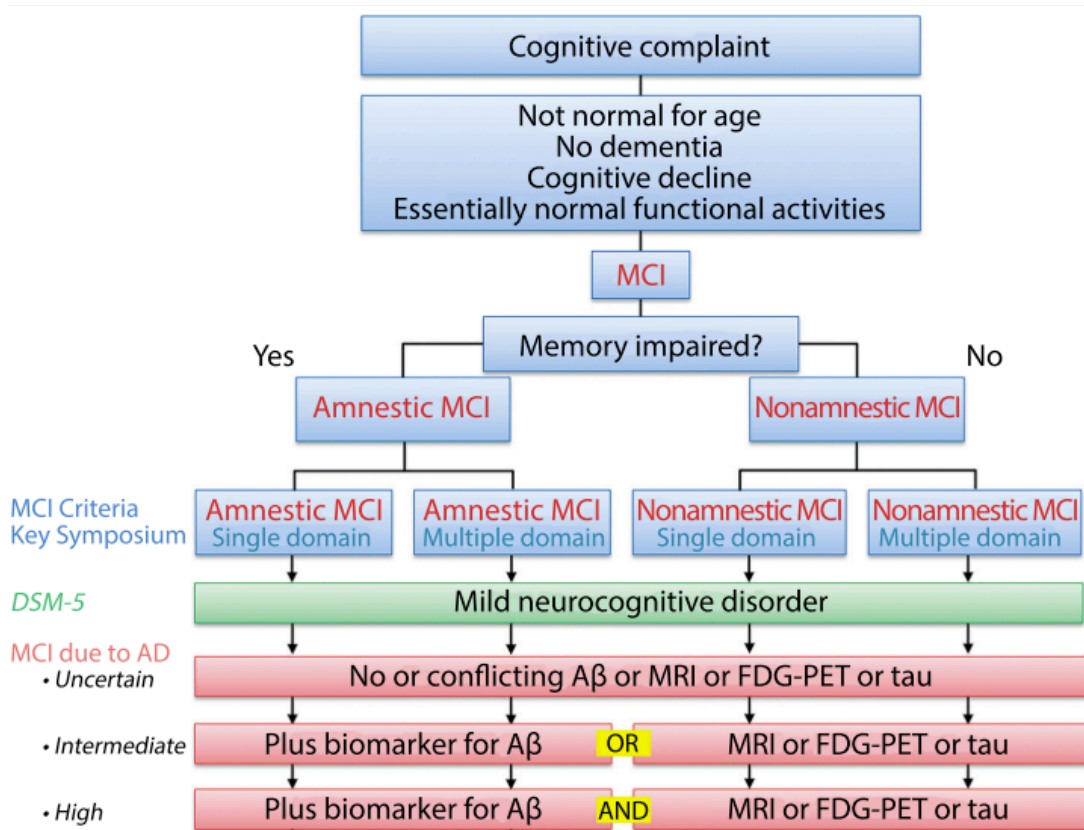 Cognitive complaint
Not normal for age
No dementia
Cognitive decline
Essentially normal functional activities
MCI
Memory impaired?
Yes
No
Amnestic MCI
Nonamnestic MCI
MCI Criteria
Key Symposium
Amnestic MCI
Single domain
Amnestic MCI
Multiple domain
Nonamnestic MCI
Single domain
Nonamnestic MCI
Multiple domain
DSM-5
Mild neurocognitive disorder
MCI due to AD
• Uncertain
No or conflicting Aβ or MRI or FDG-PET or tau
• Intermediate
Plus biomarker for Aβ
OR
MRI or FDG-PET or tau
• High
Plus biomarker for Aβ
AND
MRI or FDG-PET or tau